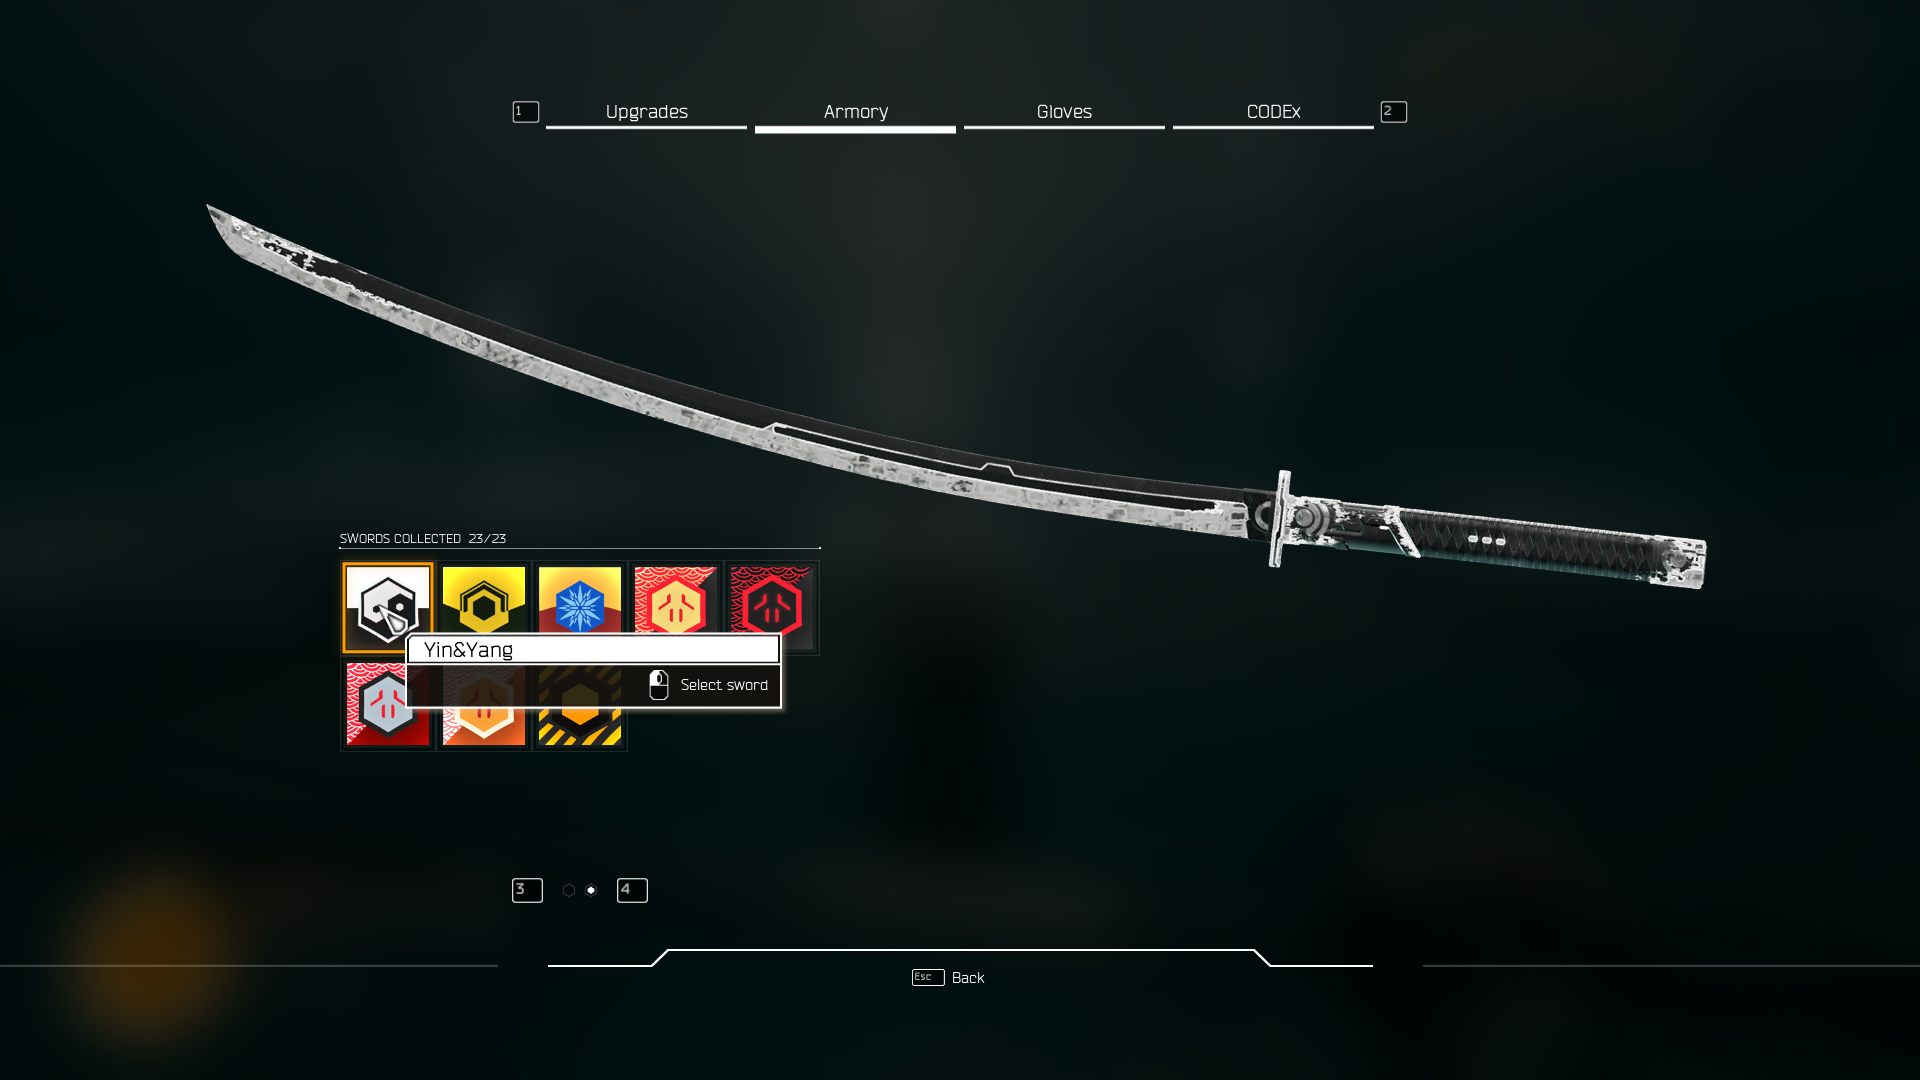 1 Upgrades Armory Gloves CODEx 2
SWORDS COLLECTED 23/23
Yin&Yang
Select sword
3 4
Esc Back